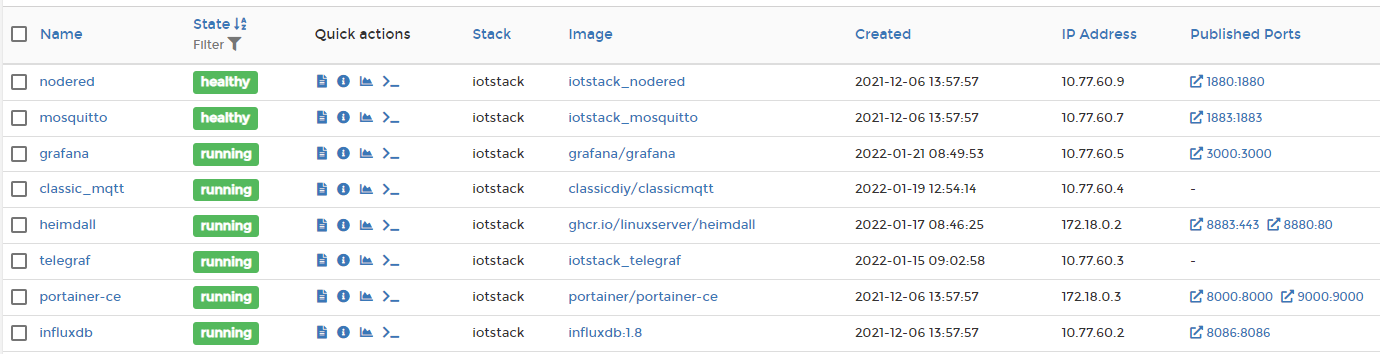 Name State Quick actions Stack Image Created IP Address Published Ports
Filter
nodered healthy iotstack iotstack_nodered 2021-12-06 13:57:57 10.77.60.9 1880:1880
mosquitto healthy iotstack iotstack_mosquitto 2021-12-06 13:57:57 10.77.60.7 1883:1883
grafana running iotstack grafana/grafana 2022-01-21 08:49:53 10.77.60.5 3000:3000
classic_mqtt running iotstack classicdiy/classicmqtt 2022-01-19 12:54:14 10.77.60.4 -
heimdall running iotstack ghcr.io/linuxserver/heimdall 2022-01-17 08:46:25 172.18.0.2 8883:443 8880:80
telegraf running iotstack iotstack_telegraf 2022-01-15 09:02:58 10.77.60.3 -
portainer-ce running iotstack portainer/portainer-ce 2021-12-06 13:57:57 172.18.0.3 8000:8000 9000:9000
influxdb running iotstack influxdb:1.8 2021-12-06 13:57:57 10.77.60.2 8086:8086